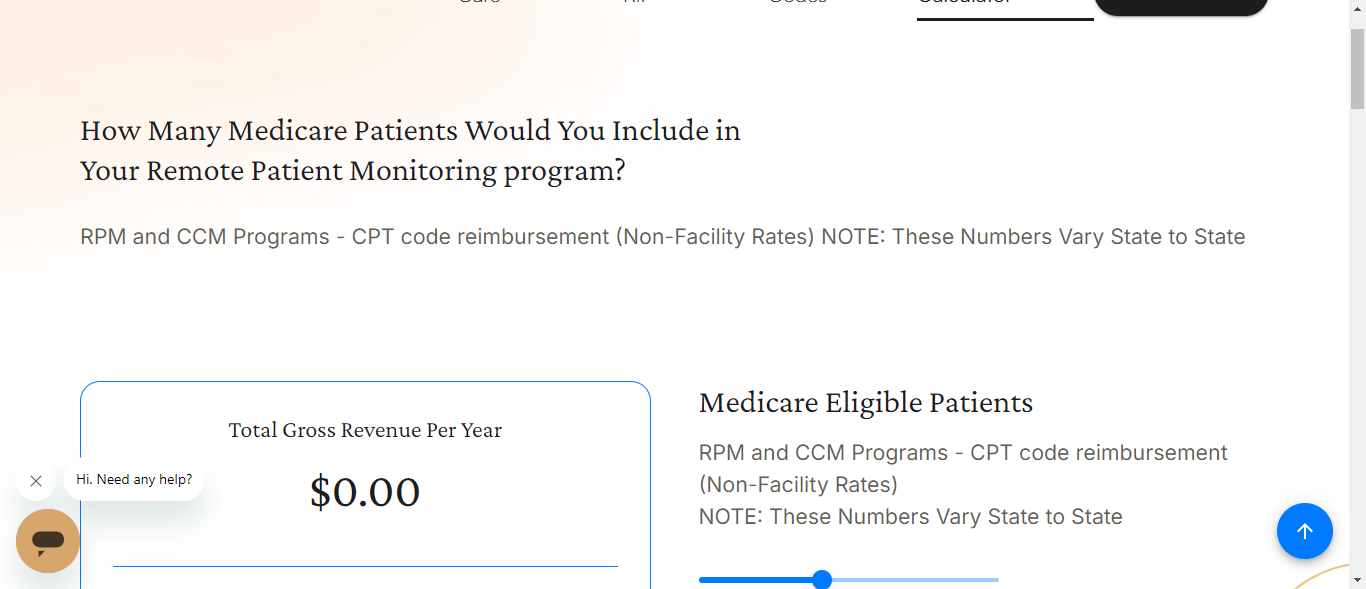 How Many Medicare Patients Would You Include in
Your Remote Patient Monitoring program?
RPM and CCM Programs - CPT code reimbursement (Non-Facility Rates) NOTE: These Numbers Vary State to State
Total Gross Revenue Per Year
$0.00
Medicare Eligible Patients
RPM and CCM Programs - CPT code reimbursement
(Non-Facility Rates)
NOTE: These Numbers Vary State to State
Hi. Need any help?